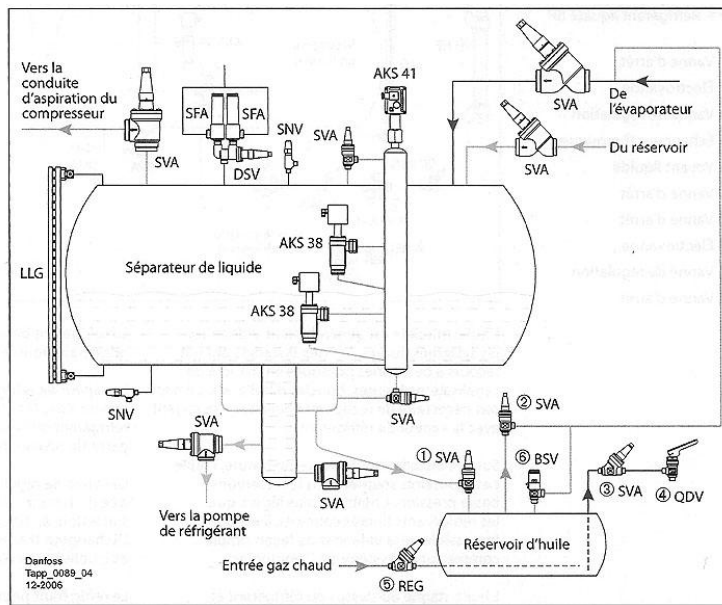 Vers la
conduite
d'aspiration du
compresseur
SVA
SFA
SFA
DSV
SNV
SVA
AKS 41
SVA
De
l'évaporateur
SVA
Du réservoir
LLG
Séparateur de liquide
AKS 38
AKS 38
SNV
SVA
SVA
SVA
Vers la pompe
de réfrigérant
① SVA
② SVA
⑥ BSV
③ SVA
④ QDV
Réservoir d'huile
Entrée gaz chaud
⑤ REG
Danfoss
Tapp_0089_04
12-2006